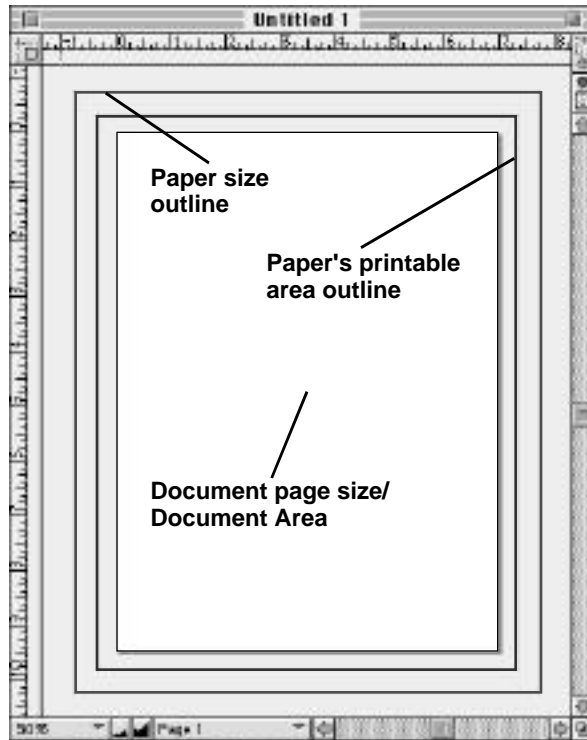 Untitled 1
Paper size
outline
Paper's printable
area outline
Document page size/
Document Area
50%
Page 1